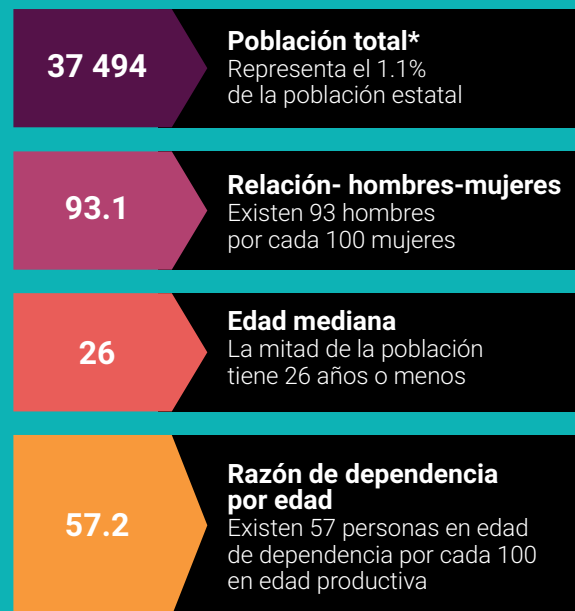 37 494
Población total*
Representa el 1.1%
de la población estatal
93.1
Relación- hombres-mujeres
Existen 93 hombres
por cada 100 mujeres
26
Edad mediana
La mitad de la población
tiene 26 años o menos
57.2
Razón de dependencia
por edad
Existen 57 personas en edad
de dependencia por cada 100
en edad productiva